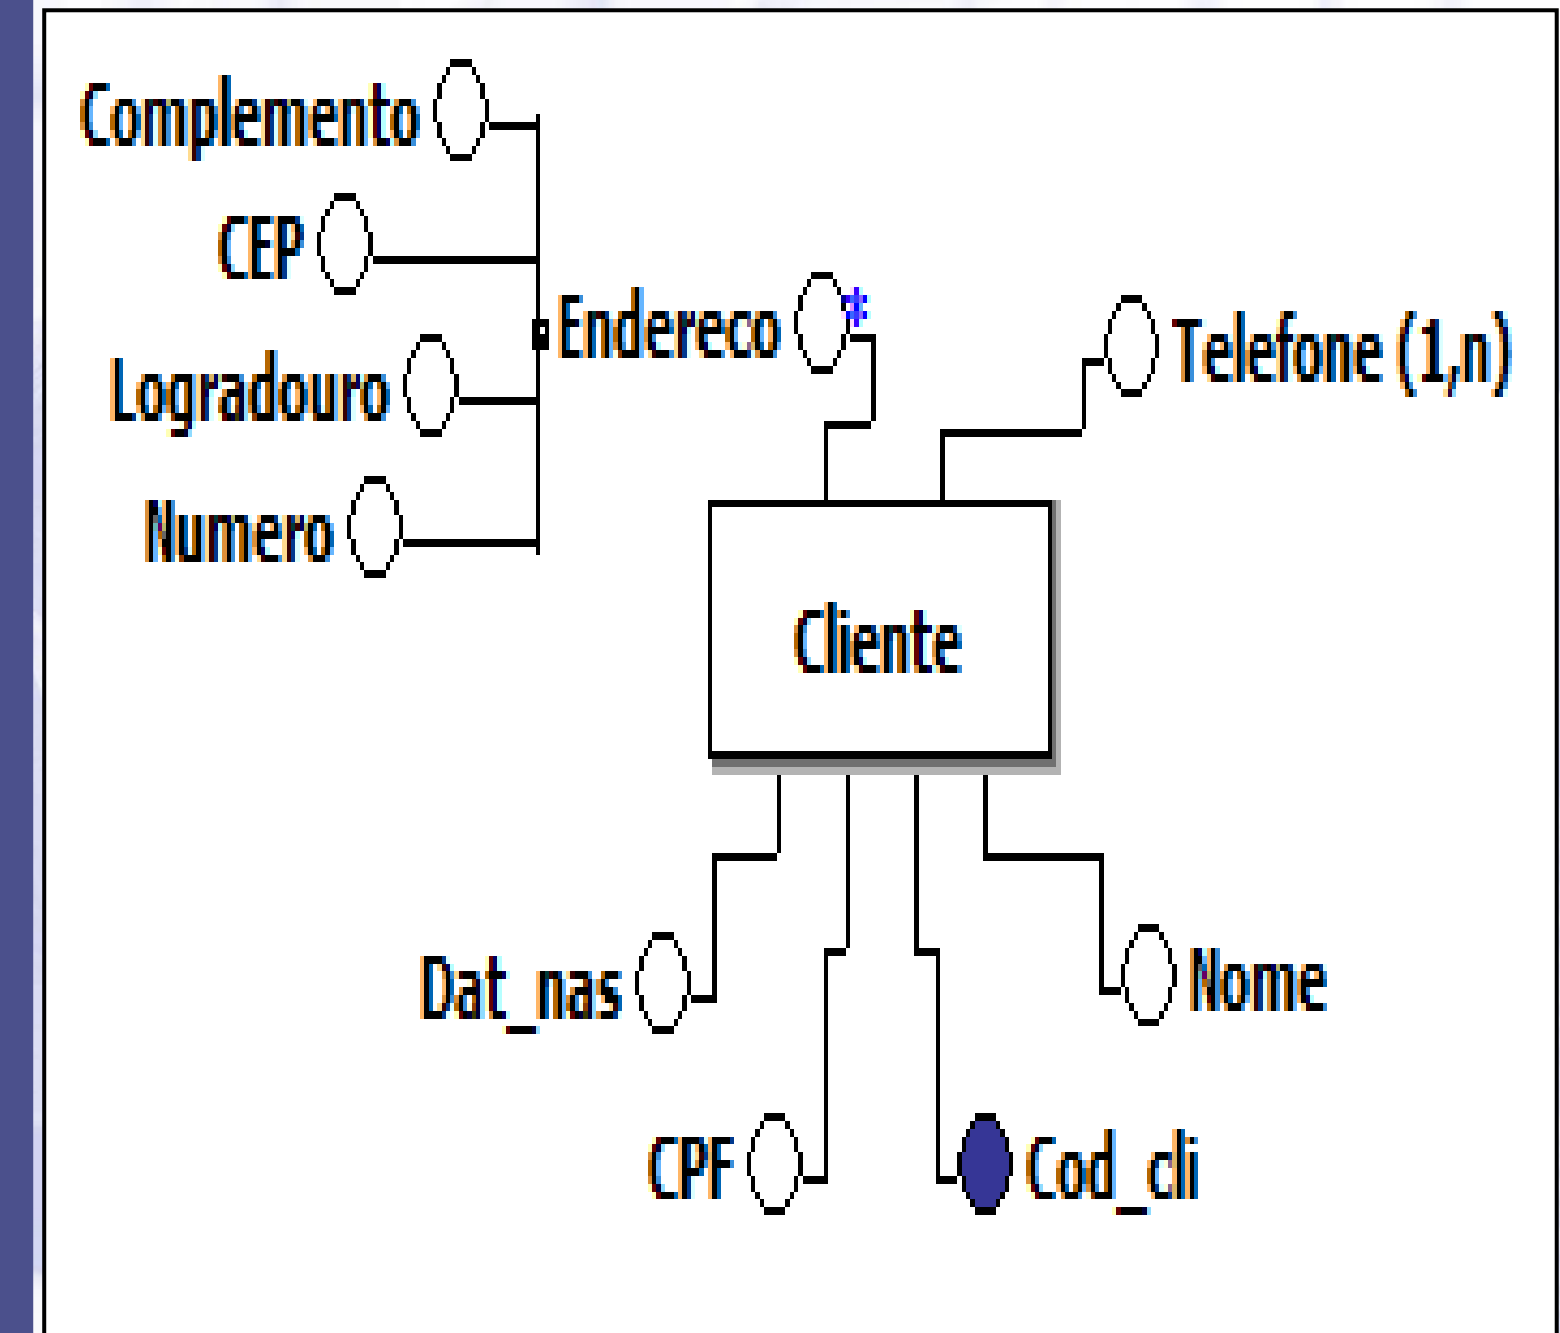 Complemento
CEP
Endereco *
Telefone (1,n)
Logradouro
Numero
Cliente
Dat_nas
Nome
CPF
Cod_cli